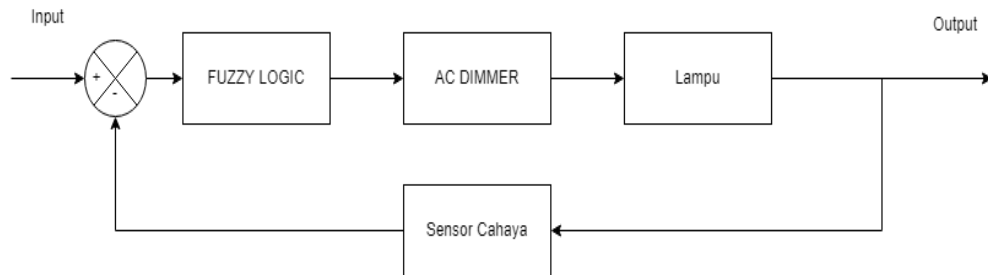 Input
Output
+
-
FUZZY LOGIC
AC DIMMER
Lampu
Sensor Cahaya